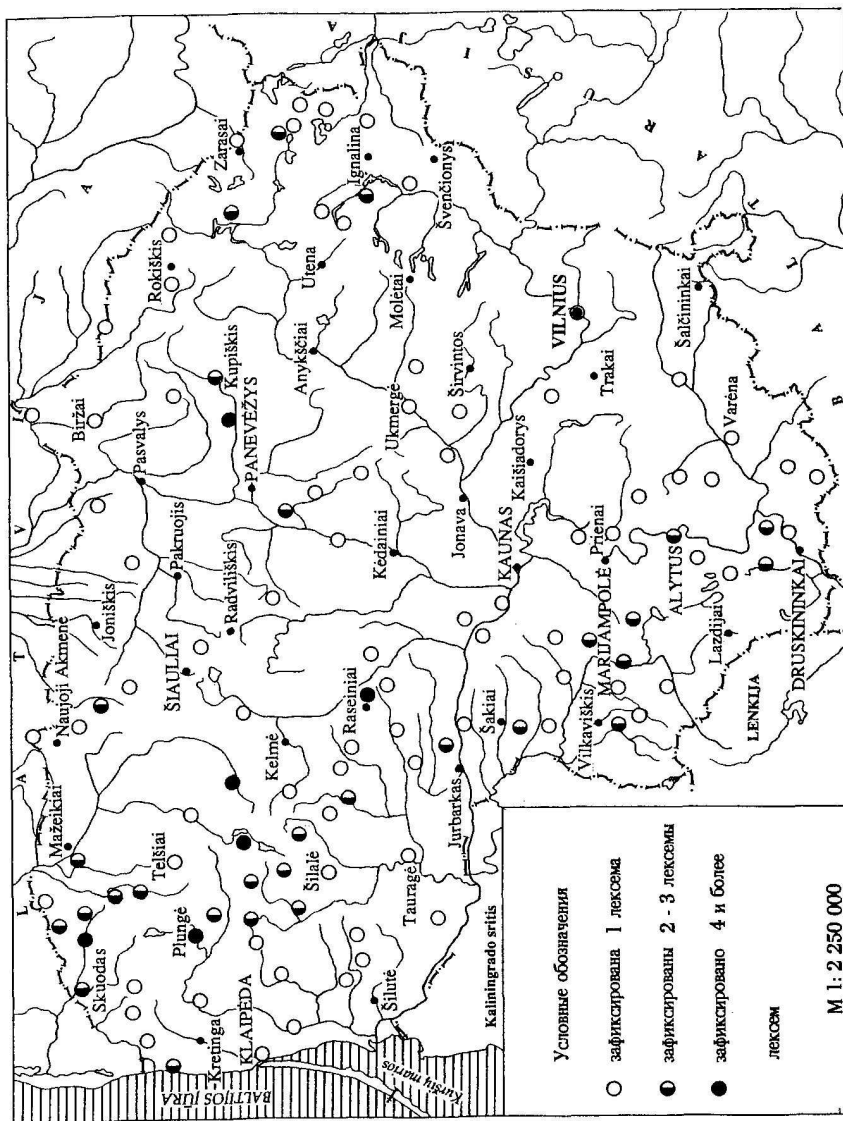 L
A
T
V
I
J
A
Skuodas
Mažeikiai
Naujoji Akmenė
Joniškis
Pasvalys
Biržai
Rokiškis
Zarasai
Telšiai
Plungė
Kretinga
KLAIPĖDA
ŠIAULIAI
Pakruojis
Radviliškis
PANEVĖŽYS
Kupiškis
Anykščiai
Utena
Ignalina
Švenčionys
Molėtai
Ukmergė
Širvintos
Kelmė
Raseiniai
Šilalė
Tauragė
Šilutė
Kėdainiai
Jonava
KAUNAS
Kaišiadorys
Jurbarkas
Šakiai
Vilkaviškis
MARIJAMPOLĖ
Prienai
ALYTUS
Lazdijai
DRUSKININKAI
Varėna
Trakai
VILNIUS
Šalčininkai
BALTIJOS JŪRA
Kuršių marios
Kaliningrado sritis
LENKIJA
B
A
L
T
A
R
U
S
I
J
A
Условные обозначения
зафиксирована 1 лексема
зафиксированы 2 - 3 лексемы
зафиксировано 4 и более
лексем
М 1: 2 250 000